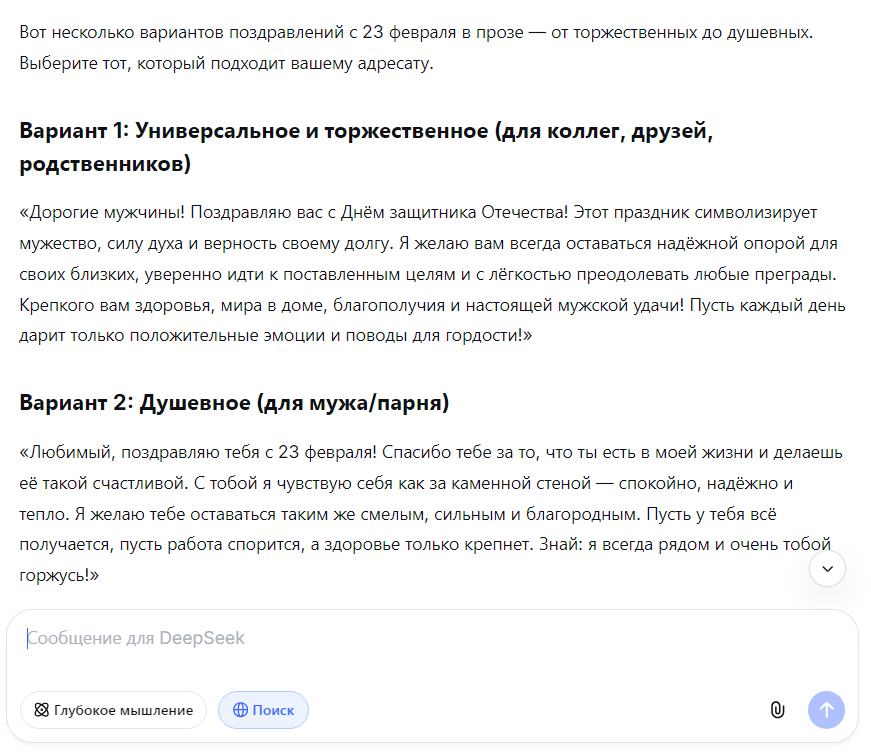 Вот несколько вариантов поздравлений с 23 февраля в прозе — от торжественных до душевных.
Выберите тот, который подходит вашему адресату.
Вариант 1: Универсальное и торжественное (для коллег, друзей,
родственников)
«Дорогие мужчины! Поздравляю вас с Днём защитника Отечества! Этот праздник символизирует
мужество, силу духа и верность своему долгу. Я желаю вам всегда оставаться надёжной опорой для
своих близких, уверенно идти к поставленным целям и с лёгкостью преодолевать любые преграды.
Крепкого вам здоровья, мира в доме, благополучия и настоящей мужской удачи! Пусть каждый день
дарит только положительные эмоции и поводы для гордости!»
Вариант 2: Душевное (для мужа/парня)
«Любимый, поздравляю тебя с 23 февраля! Спасибо тебе за то, что ты есть в моей жизни и делаешь
её такой счастливой. С тобой я чувствую себя как за каменной стеной — спокойно, надёжно и
тепло. Я желаю тебе оставаться таким же смелым, сильным и благородным. Пусть у тебя всё
получается, пусть работа спорится, а здоровье только крепнет. Знай: я всегда рядом и очень тобой
горжусь!»
Сообщение для DeepSeek
Глубокое мышление
Поиск